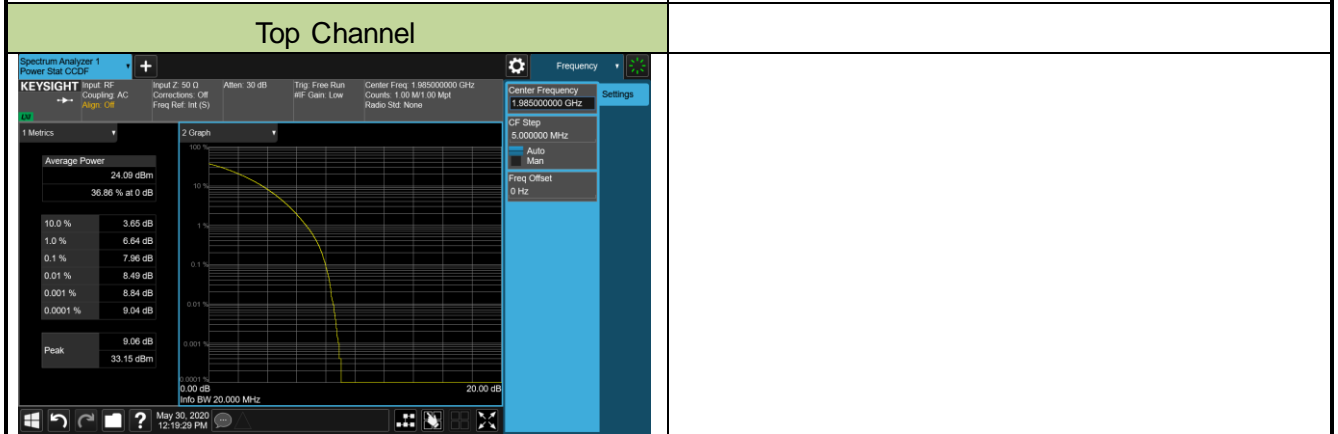 Top Channel
Spectrum Analyzer 1
Power Stat CCDF
+
Frequency
KEYSIGHT
Input: RF
Coupling: AC
Align: Off
Input Z: 50 Ω
Corrections: Off
Freq Ref: Int (S)
Atten: 30 dB
Trig: Free Run
#IF Gain: Low
Center Freq: 1.985000000 GHz
Counts: 1.00 M/1.00 Mpt
Radio Std: None
Center Frequency
1.985000000 GHz
Settings
CF Step
5.000000 MHz
Auto
Man
Freq Offset
0 Hz
1 Metrics
Average Power
24.09 dBm
36.86 % at 0 dB
10.0 % 3.65 dB
1.0 % 6.64 dB
0.1 % 7.96 dB
0.01 % 8.49 dB
0.001 % 8.84 dB
0.0001 % 9.04 dB
Peak 9.06 dB
33.15 dBm
2 Graph
100 %
10 %
1 %
0.1 %
0.01 %
0.001 %
0.0001 %
0.00 dB 20.00 dB
Info BW 20.000 MHz
?
May 30, 2020
12:19:29 PM